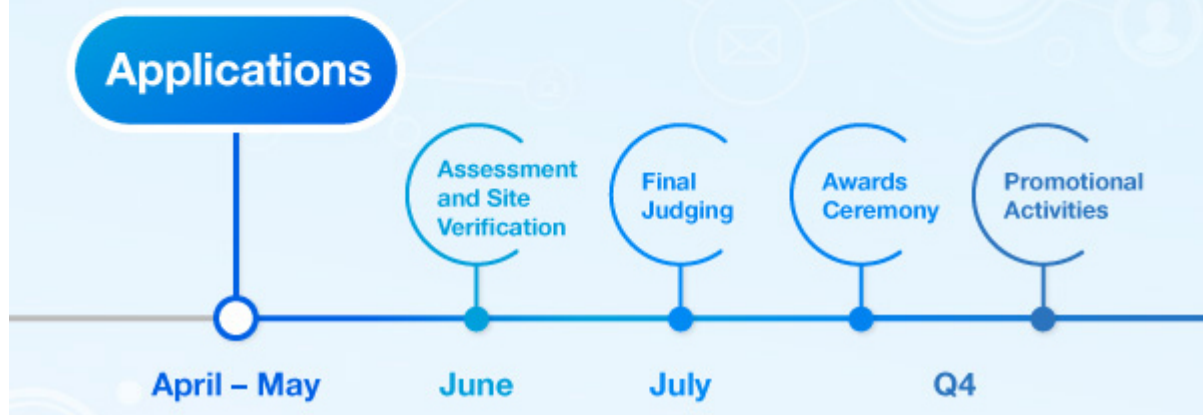 Applications
Assessment
and Site
Verification
Final
Judging
Awards
Ceremony
Promotional
Activities
April – May
June
July
Q4